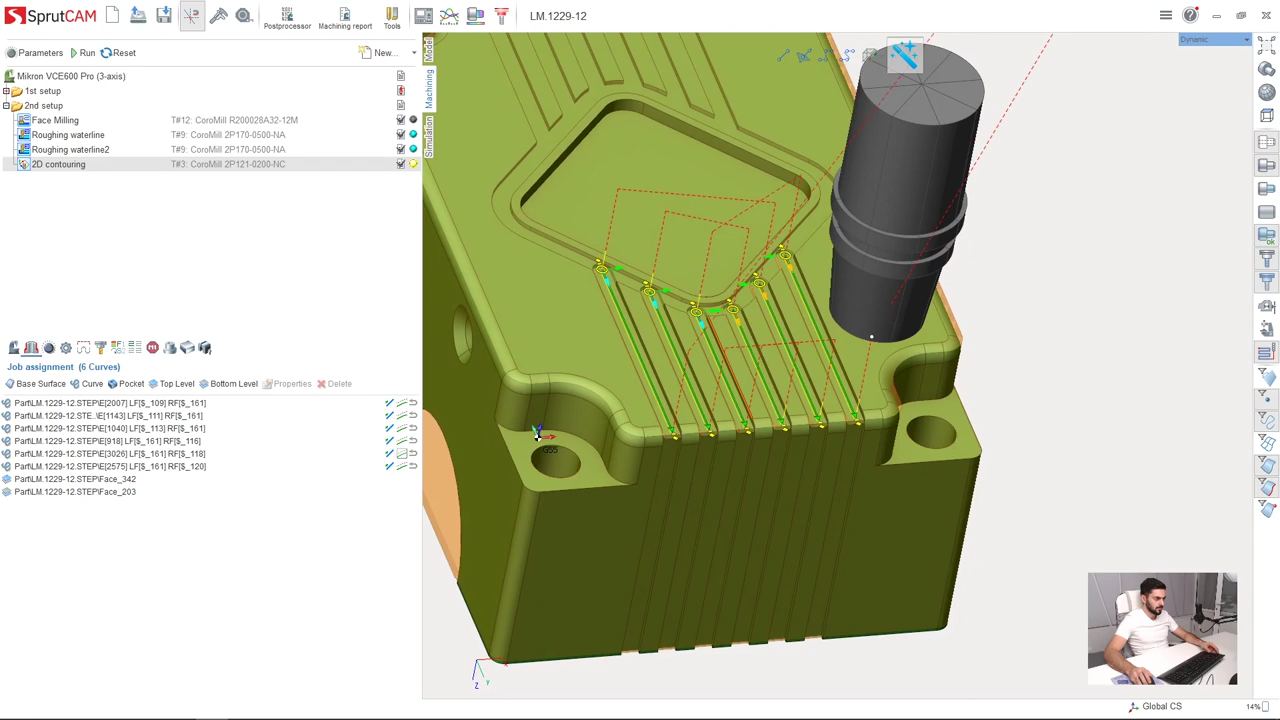 SprutCAM
Postprocessor
Machining report
Tools
LM.1229-12
Parameters
Run
Reset
New...
Dynamic
Mikron VCE600 Pro (3-axis)
1st setup
2nd setup
Face Milling T#12: CoroMill R200028A32-12M
Roughing waterline T#9: CoroMill 2P170-0500-NA
Roughing waterline2 T#9: CoroMill 2P170-0500-NA
2D contouring T#3: CoroMill 2P121-0200-NC
Model
Machining
Simulation
Job assignment (6 Curves)
Base Surface Curve Pocket Top Level Bottom Level Properties Delete
Part\LM.1229-12.STEP\E[2007] LF[$_109] RF[$_161]
Part\LM.1229-12.STE..\E[1143] LF[$_111] RF[$_161]
Part\LM.1229-12.STEP\E[1040] LF[$_113] RF[$_161]
Part\LM.1229-12.STEP\E[918] LF[$_161] RF[$_116]
Part\LM.1229-12.STEP\E[3026] LF[$_161] RF[$_118]
Part\LM.1229-12.STEP\E[2575] LF[$_161] RF[$_120]
Part\LM.1229-12.STEP\Face_342
Part\LM.1229-12.STEP\Face_203
G55
Z
Y
Global CS
14%